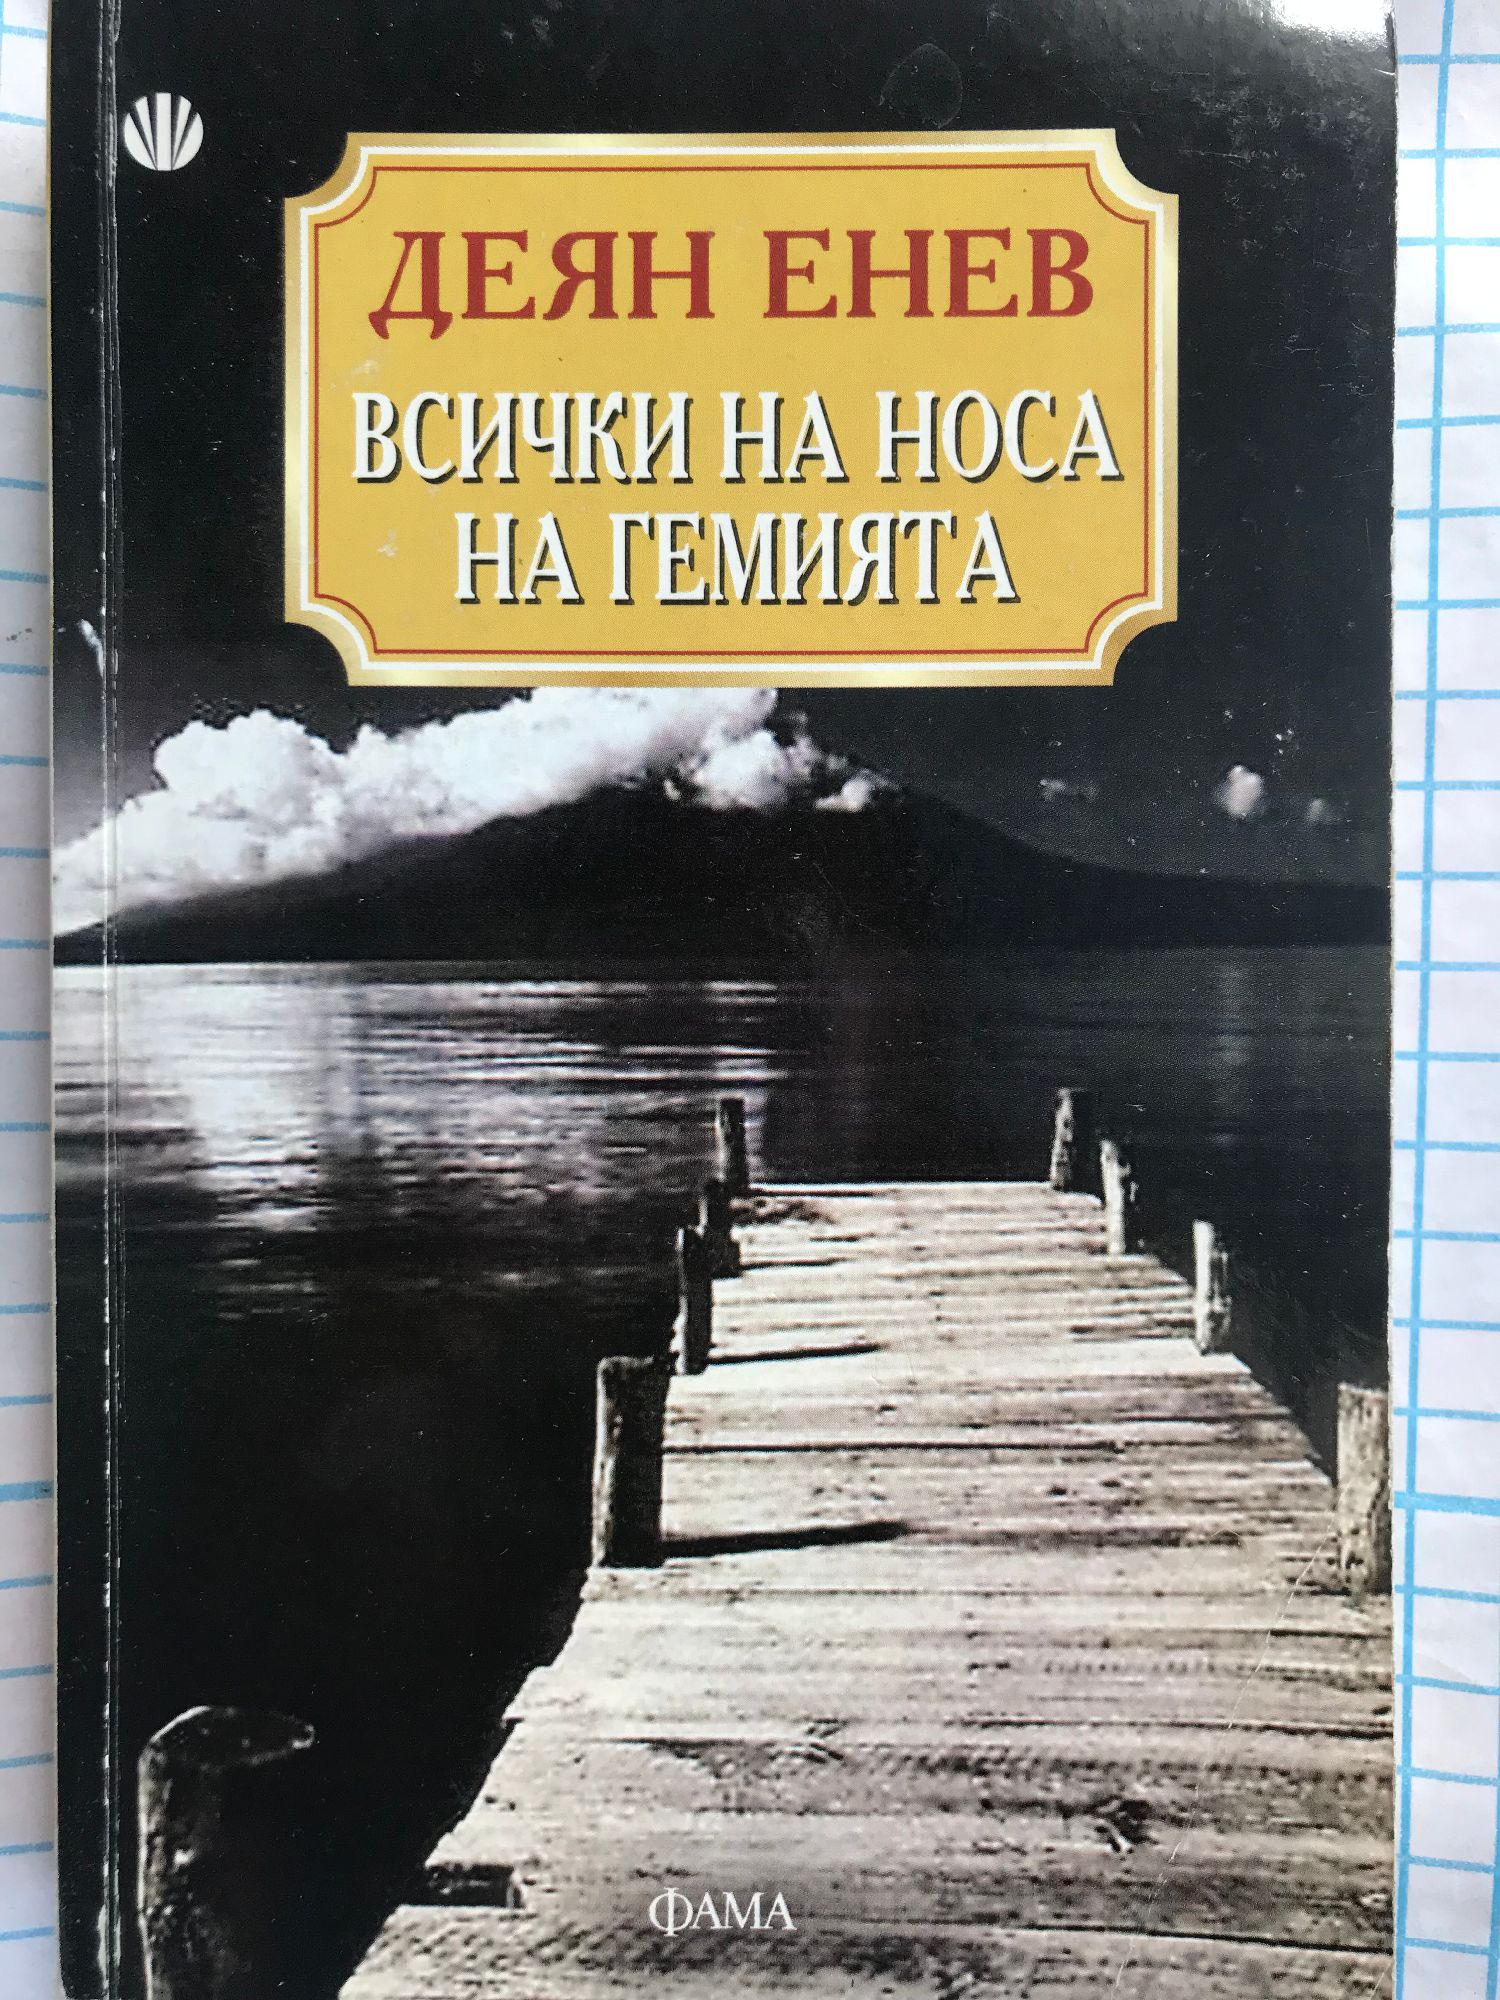 ДЕЯН ЕНЕВ
ВСИЧКИ НА НОСА
НА ГЕМИЯТА
ФАМА